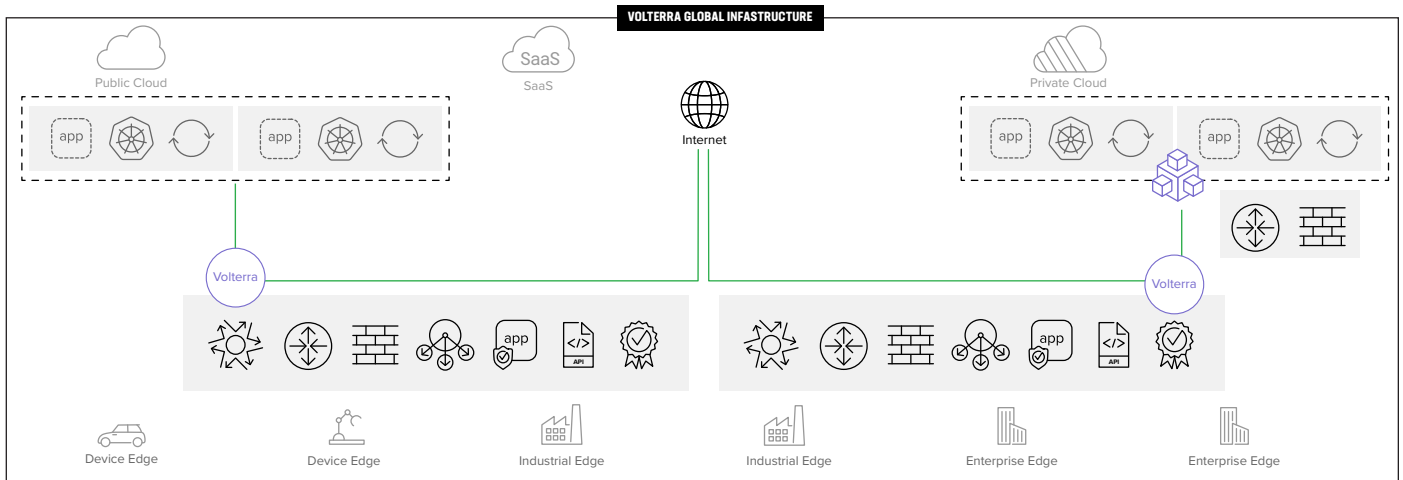 VOLTERRA GLOBAL INFASTRUCTURE
SaaS
Public Cloud
SaaS
Private Cloud
app
app
Internet
app
app
Volterra
Volterra
app
</>
API
app
</>
API
Device Edge
Device Edge
Industrial Edge
Industrial Edge
Enterprise Edge
Enterprise Edge